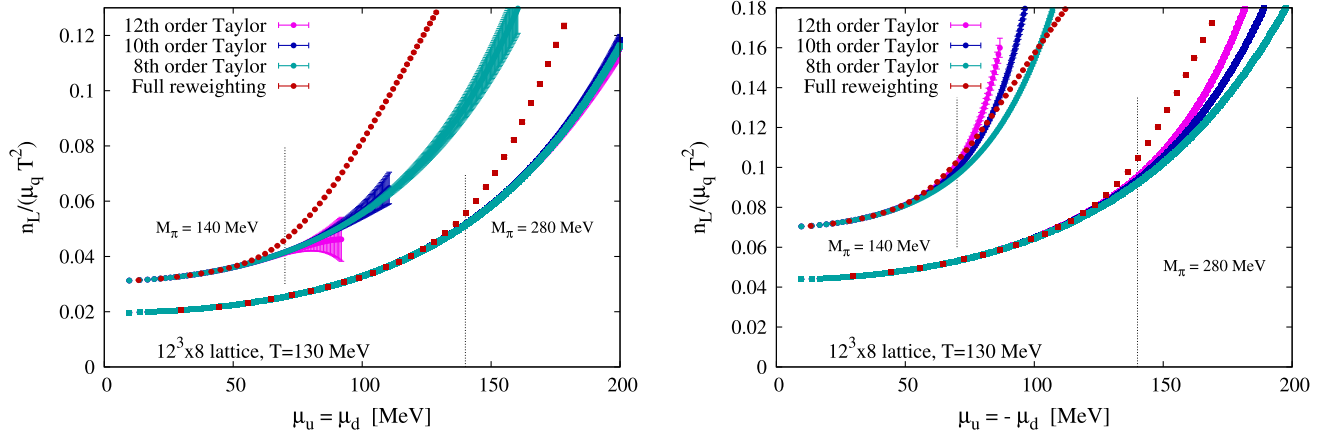 12th order Taylor
10th order Taylor
8th order Taylor
Full reweighting
n_L/(μ_q T^2)
0.12
0.1
0.08
0.06
0.04
0.02
0
M_π = 140 MeV
M_π = 280 MeV
12^3x8 lattice, T=130 MeV
0 50 100 150 200
μ_u = μ_d [MeV]
12th order Taylor
10th order Taylor
8th order Taylor
Full reweighting
n_L/(μ_q T^2)
0.18
0.16
0.14
0.12
0.1
0.08
0.06
0.04
0.02
0
M_π = 140 MeV
M_π = 280 MeV
12^3x8 lattice, T=130 MeV
0 50 100 150 200
μ_u = - μ_d [MeV]